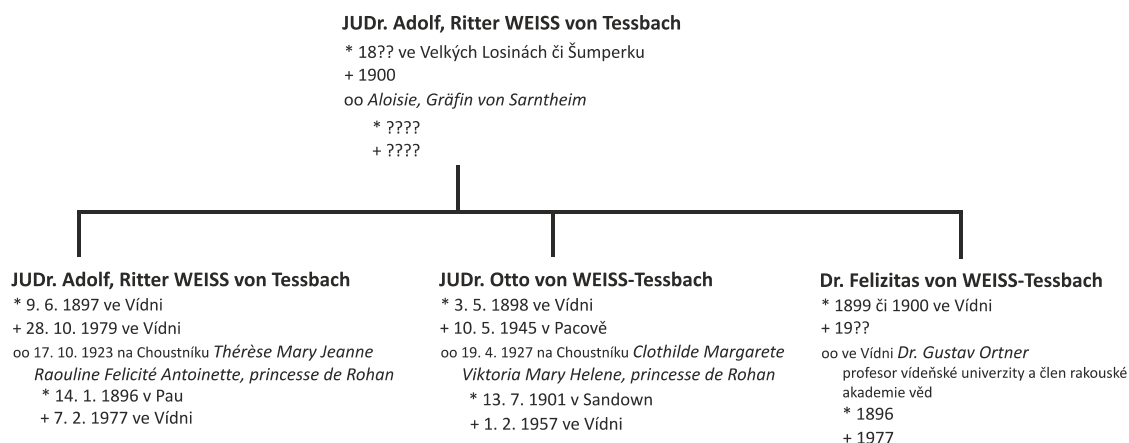 JUDr. Adolf, Ritter WEISS von Tessbach
* 18?? ve Velkých Losinách či Šumperku
+ 1900
oo Aloisie, Gräfin von Sarntheim
* ????
+ ????
JUDr. Adolf, Ritter WEISS von Tessbach
* 9. 6. 1897 ve Vídni
+ 28. 10. 1979 ve Vídni
oo 17. 10. 1923 na Choustníku Thérèse Mary Jeanne
Raouline Felicité Antoinette, princesse de Rohan
* 14. 1. 1896 v Pau
+ 7. 2. 1977 ve Vídni
JUDr. Otto von WEISS-Tessbach
* 3. 5. 1898 ve Vídni
+ 10. 5. 1945 v Pacově
oo 19. 4. 1927 na Choustníku Clothilde Margarete
Viktoria Mary Helene, princesse de Rohan
* 13. 7. 1901 v Sandown
+ 1. 2. 1957 ve Vídni
Dr. Felizitas von WEISS-Tessbach
* 1899 či 1900 ve Vídni
+ 19??
oo ve Vídni Dr. Gustav Ortner
profesor vídeňské univerzity a člen rakouské
akademie věd
* 1896
+ 1977